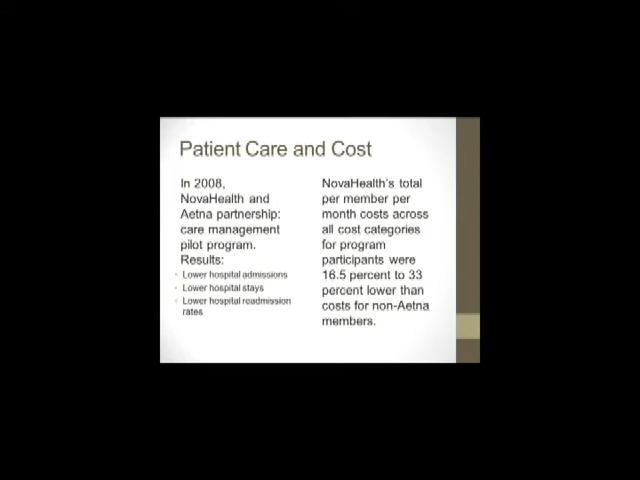 Patient Care and Cost
In 2008,
NovaHealth and
Aetna partnership:
care management
pilot program.
Results:
Lower hospital admissions
Lower hospital stays
Lower hospital readmission
rates
NovaHealth's total
per member per
month costs across
all cost categories
for program
participants were
16.5 percent to 33
percent lower than
costs for non-Aetna
members.